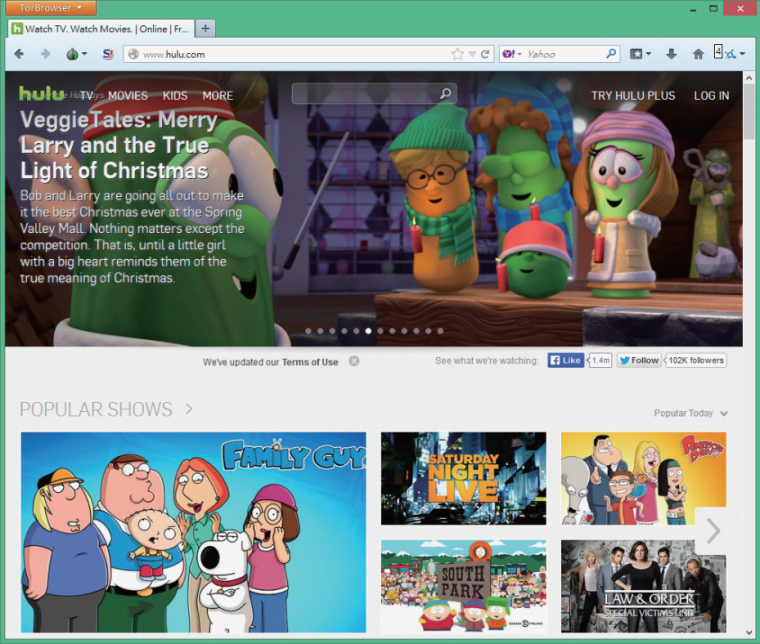 TorBrowser
Watch TV. Watch Movies. | Online | Fr...
www.hulu.com
Yahoo
4
hulu TV MOVIES KIDS MORE
TRY HULU PLUS LOG IN
VeggieTales: Merry
Larry and the True
Light of Christmas
Bob and Larry are going all out to make
it the best Christmas ever at the Spring
Valley Mall. Nothing matters except the
competition. That is, until a little girl
with a big heart reminds them of the
true meaning of Christmas.
We've updated our Terms of Use
See what we're watching:
Like
1.4m
Follow
102K followers
POPULAR SHOWS
Popular Today
FAMILY GUY
SATURDAY
NIGHT
LIVE
AMERICAN
DAD!
SOUTH
PARK
COMEDY CENTRAL
LAW & ORDER
SPECIAL VICTIMS UNIT